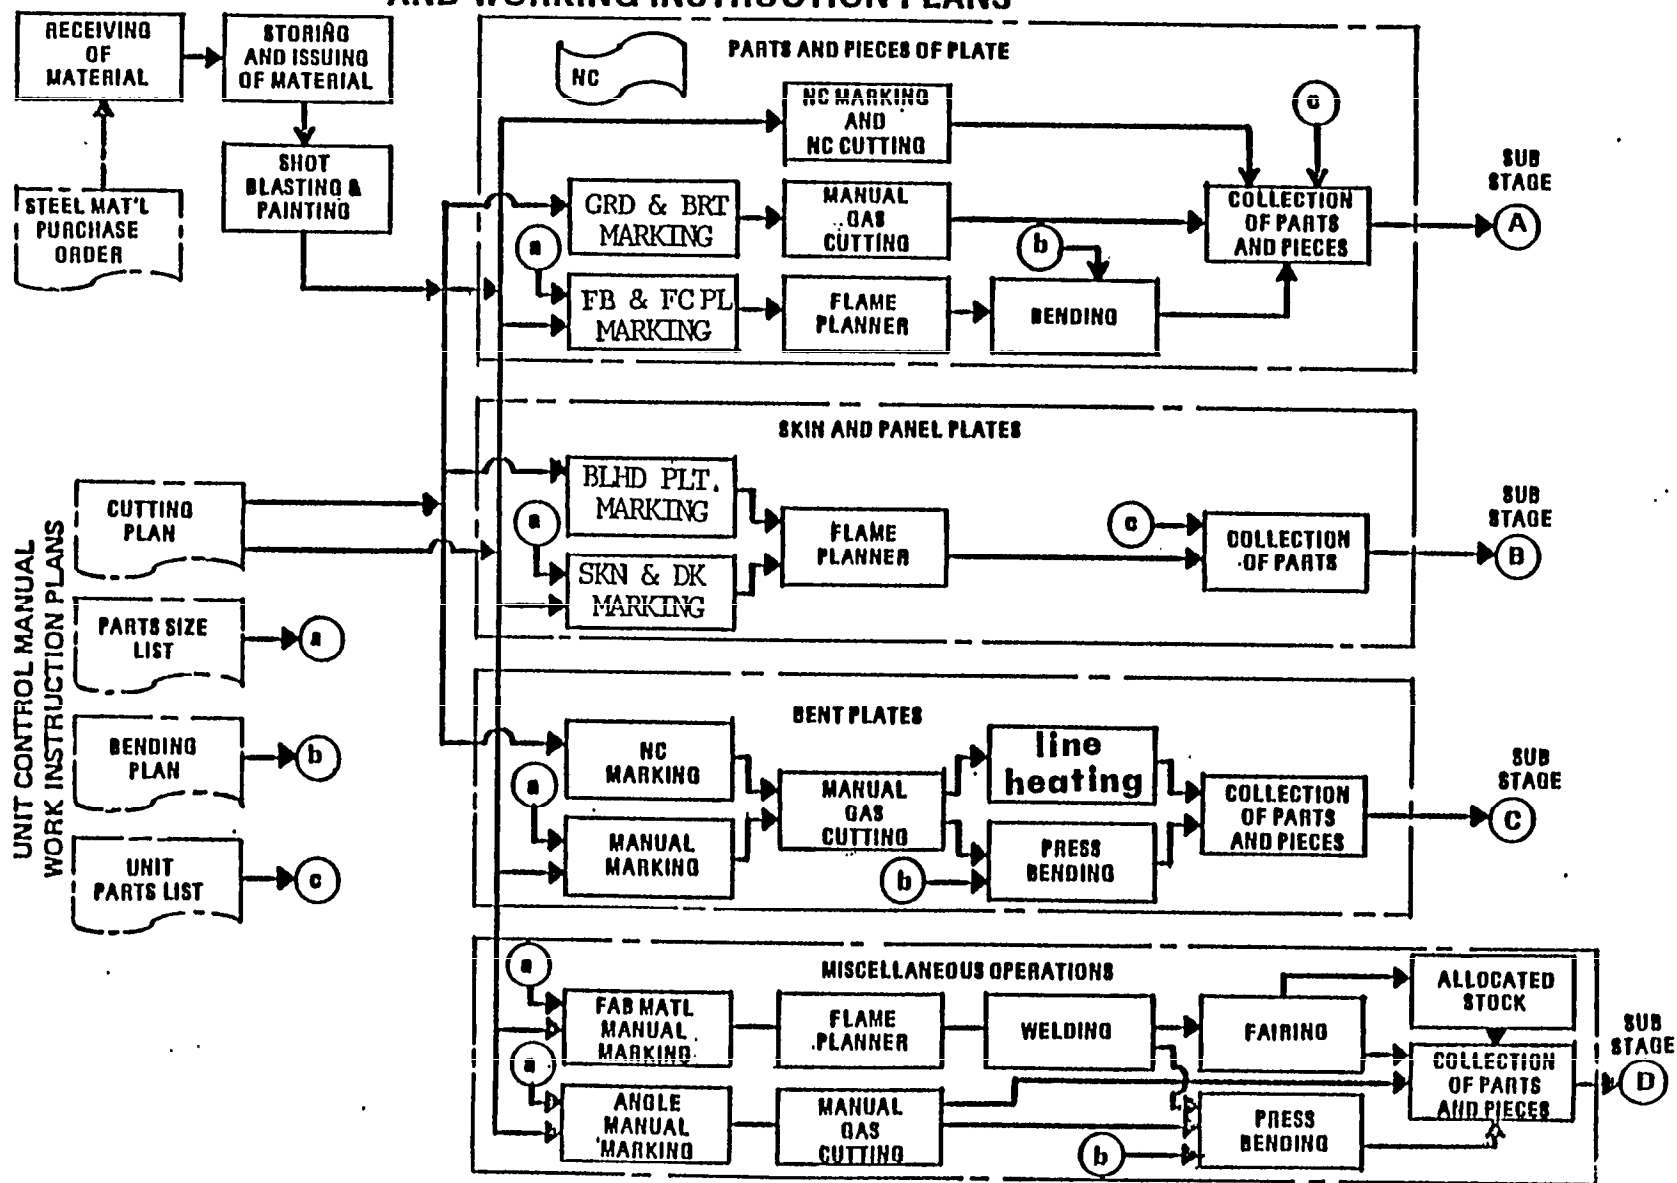 AND WORKING INSTRUCTION PLANS
RECEIVING
OF
MATERIAL
STORING
AND ISSUING
OF MATERIAL
STEEL MAT'L
PURCHASE
ORDER
SHOT
BLASTING &
PAINTING
PARTS AND PIECES OF PLATE
NC
NC MARKING
AND
NC CUTTING
c
GRD & BRT
MARKING
MANUAL
GAS
CUTTING
COLLECTION
OF PARTS
AND PIECES
SUB
STAGE
A
a
b
FB & FC PL
MARKING
FLAME
PLANNER
BENDING
UNIT CONTROL MANUAL
WORK INSTRUCTION PLANS
CUTTING
PLAN
PARTS SIZE
LIST
a
BENDING
PLAN
b
UNIT
PARTS LIST
c
SKIN AND PANEL PLATES
BLHD PLT.
MARKING
a
SKN & DK
MARKING
FLAME
PLANNER
c
COLLECTION
OF PARTS
SUB
STAGE
B
BENT PLATES
NC
MARKING
a
MANUAL
MARKING
MANUAL
GAS
CUTTING
line
heating
b
PRESS
BENDING
COLLECTION
OF PARTS
AND PIECES
SUB
STAGE
C
MISCELLANEOUS OPERATIONS
a
FAB MATL
MANUAL
MARKING
FLAME
PLANNER
WELDING
FAIRING
ALLOCATED
STOCK
a
ANGLE
MANUAL
MARKING
MANUAL
GAS
CUTTING
b
PRESS
BENDING
COLLECTION
OF PARTS
AND PIECES
SUB
STAGE
D